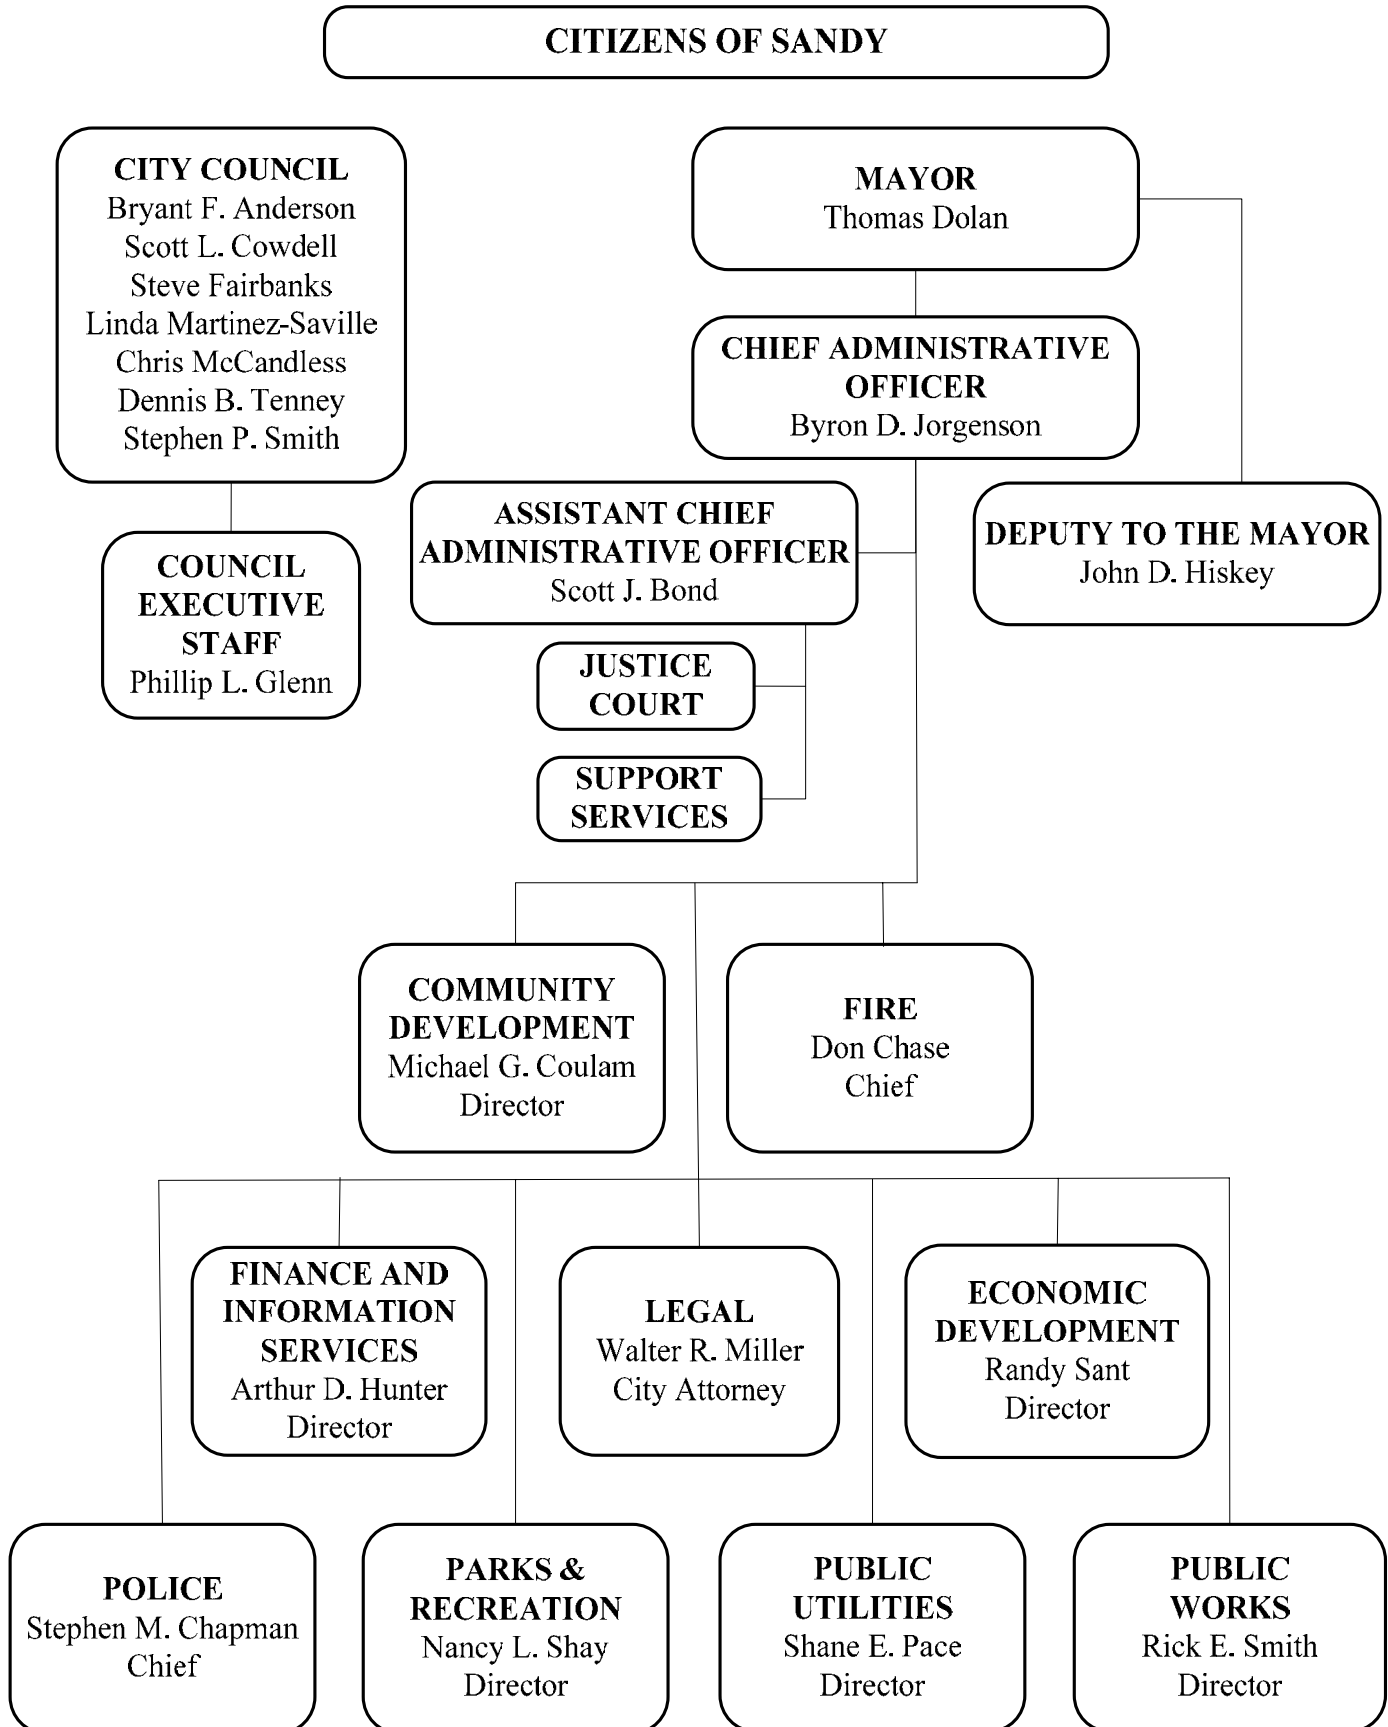 CITIZENS OF SANDY
CITY COUNCIL
Bryant F. Anderson
Scott L. Cowdell
Steve Fairbanks
Linda Martinez-Saville
Chris McCandless
Dennis B. Tenney
Stephen P. Smith
MAYOR
Thomas Dolan
CHIEF ADMINISTRATIVE
OFFICER
Byron D. Jorgenson
ASSISTANT CHIEF
ADMINISTRATIVE OFFICER
Scott J. Bond
DEPUTY TO THE MAYOR
John D. Hiskey
COUNCIL
EXECUTIVE
STAFF
Phillip L. Glenn
JUSTICE
COURT
SUPPORT
SERVICES
COMMUNITY
DEVELOPMENT
Michael G. Coulam
Director
FIRE
Don Chase
Chief
FINANCE AND
INFORMATION
SERVICES
Arthur D. Hunter
Director
LEGAL
Walter R. Miller
City Attorney
ECONOMIC
DEVELOPMENT
Randy Sant
Director
POLICE
Stephen M. Chapman
Chief
PARKS &
RECREATION
Nancy L. Shay
Director
PUBLIC
UTILITIES
Shane E. Pace
Director
PUBLIC
WORKS
Rick E. Smith
Director